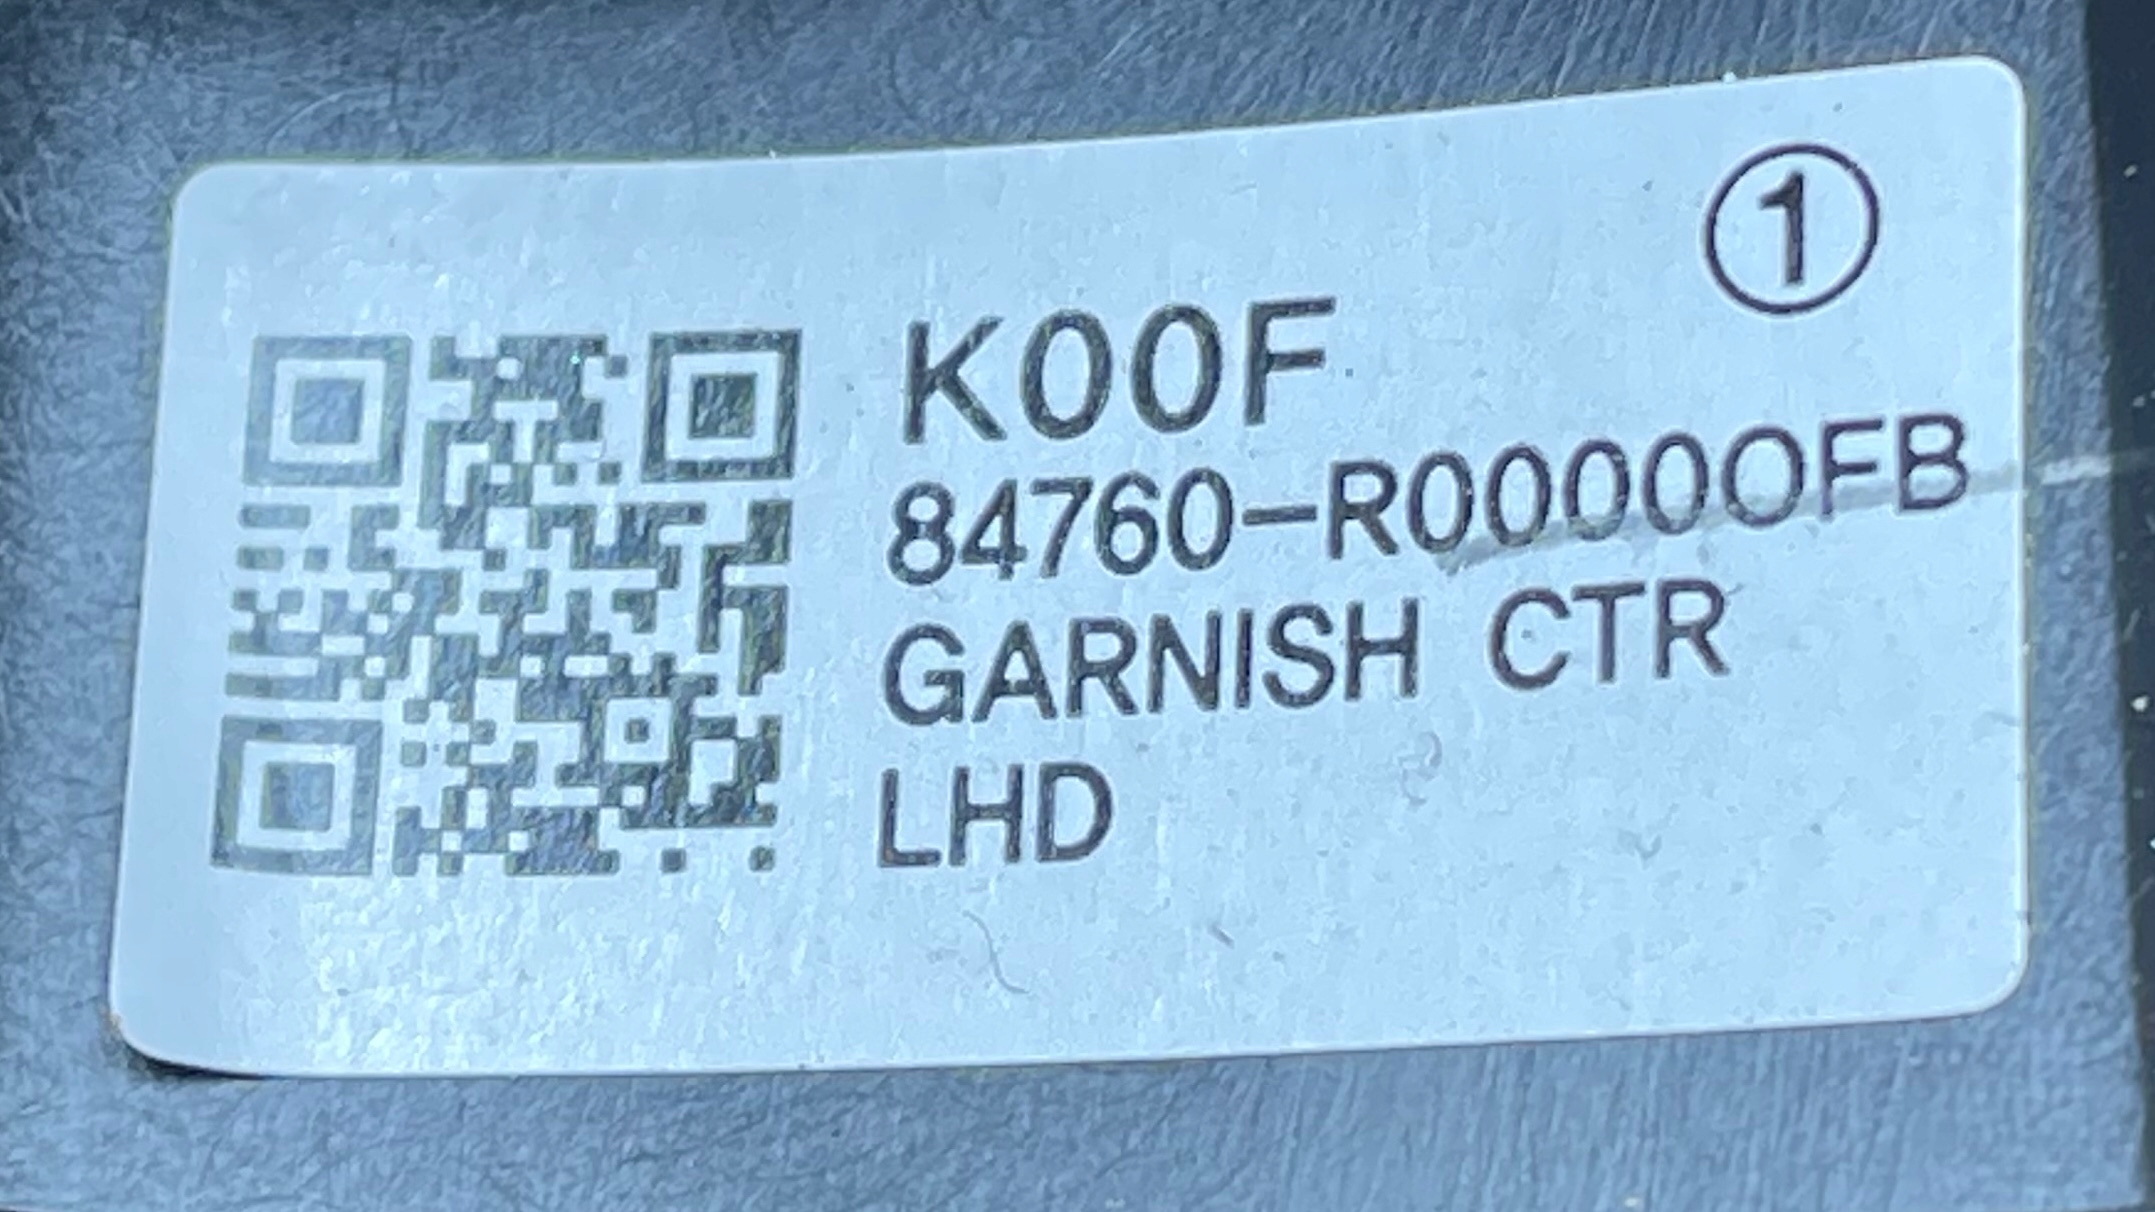 ①
K00F
84760-R0000OFB
GARNISH CTR
LHD